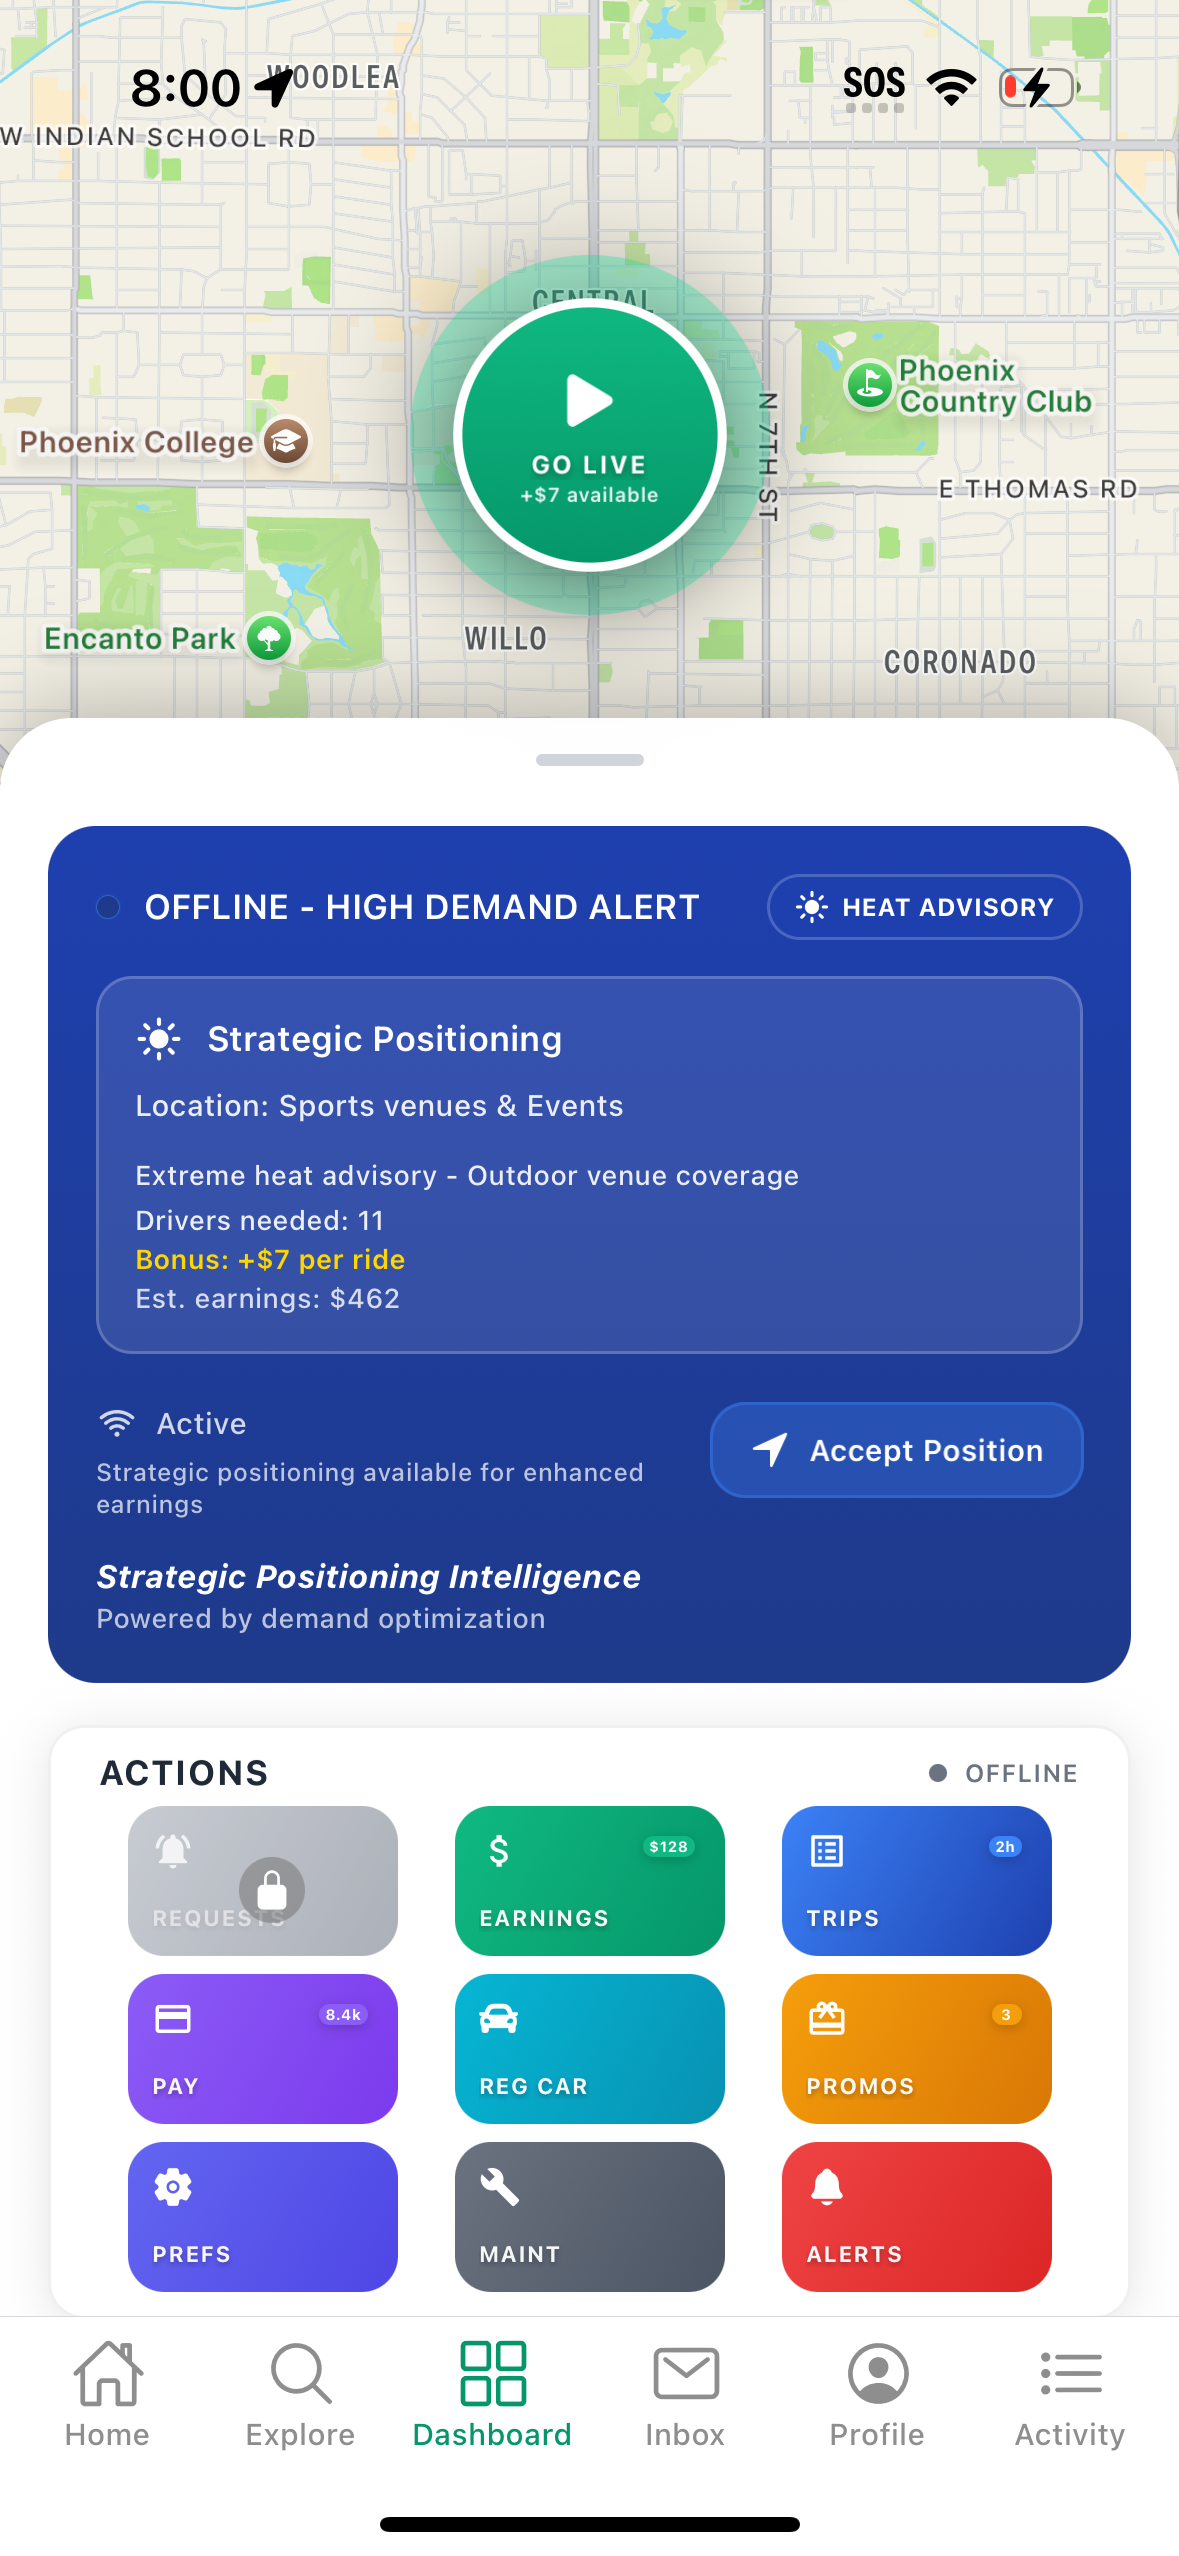 8:00
WOODLEA
SOS
W INDIAN SCHOOL RD
CENTRAL
GO LIVE
+$7 available
N 7TH ST
Phoenix
Country Club
Phoenix College
E THOMAS RD
Encanto Park
WILLO
CORONADO
OFFLINE - HIGH DEMAND ALERT
HEAT ADVISORY
Strategic Positioning
Location: Sports venues & Events
Extreme heat advisory - Outdoor venue coverage
Drivers needed: 11
Bonus: +$7 per ride
Est. earnings: $462
Active
Accept Position
Strategic positioning available for enhanced
earnings
Strategic Positioning Intelligence
Powered by demand optimization
ACTIONS
OFFLINE
REQUESTS
$128
EARNINGS
2h
TRIPS
8.4k
PAY
REG CAR
3
PROMOS
PREFS
MAINT
ALERTS
Home
Explore
Dashboard
Inbox
Profile
Activity